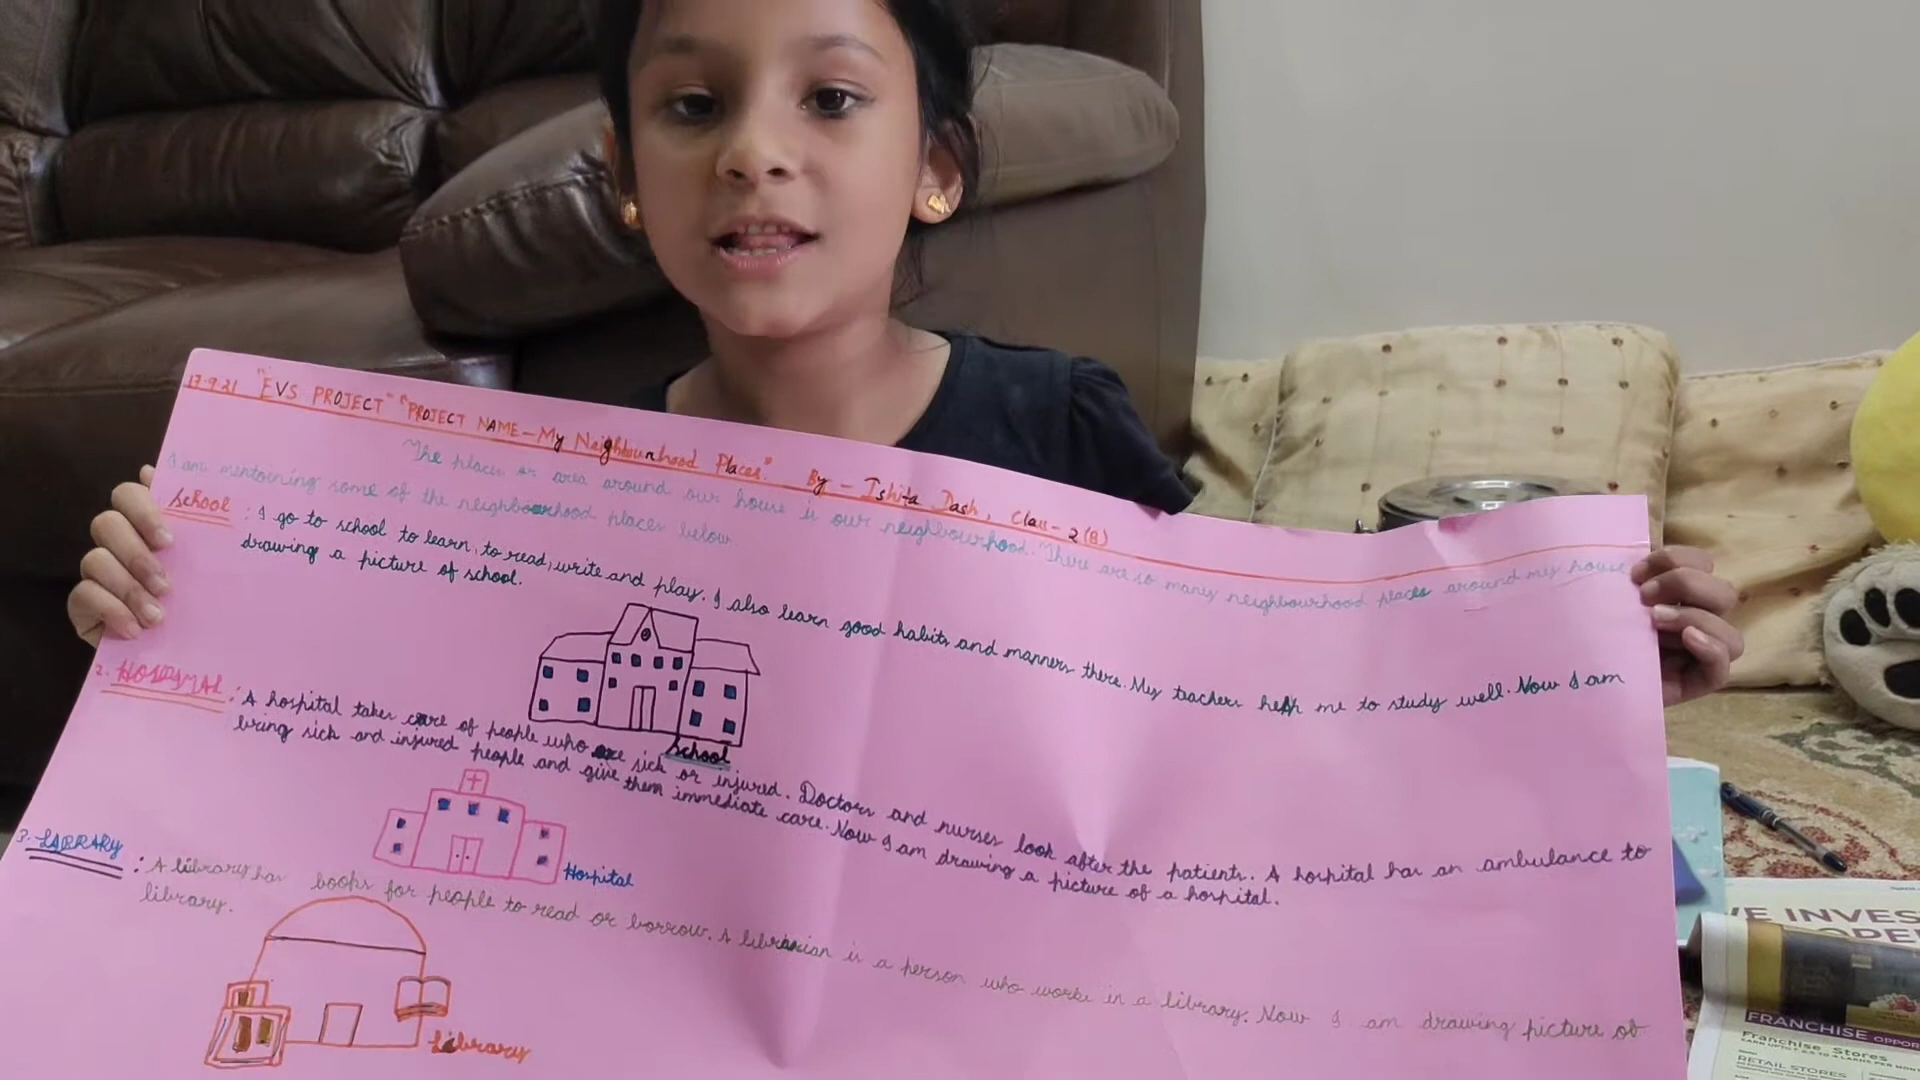 17.9.21 "EVS PROJECT" "PROJECT NAME - My Neighbourhood Places" By - Ishita Dash, Class - 2(B)
The place or area around our house is our neighbourhood. There are so many neighbourhood places around my house
I am mentoining some of the neighbourhood places below
School : I go to school to learn, to read, write and play. I also learn good habits and manners there. My teachers help me to study well. Now I am
drawing a picture of school.
School
2. HOSPITAL : A hospital takes care of people who are sick or injured. Doctors and nurses look after the patients. A hospital has an ambulance to
bring sick and injured people and give them immediate care. Now I am drawing a picture of a hospital.
Hospital
3. LIBRARY : A library has books for people to read or borrow. A librarian is a person who works in a library. Now I am drawing picture of
library.
Library
FRANCHISE
Franchise Stores
RETAIL STORES